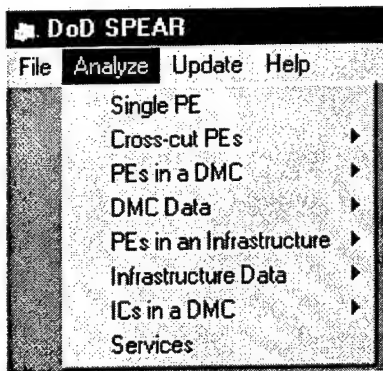 DoD SPEAR
File Analyze Update Help
Single PE
Cross-cut PEs
PEs in a DMC
DMC Data
PEs in an Infrastructure
Infrastructure Data
ICs in a DMC
Services